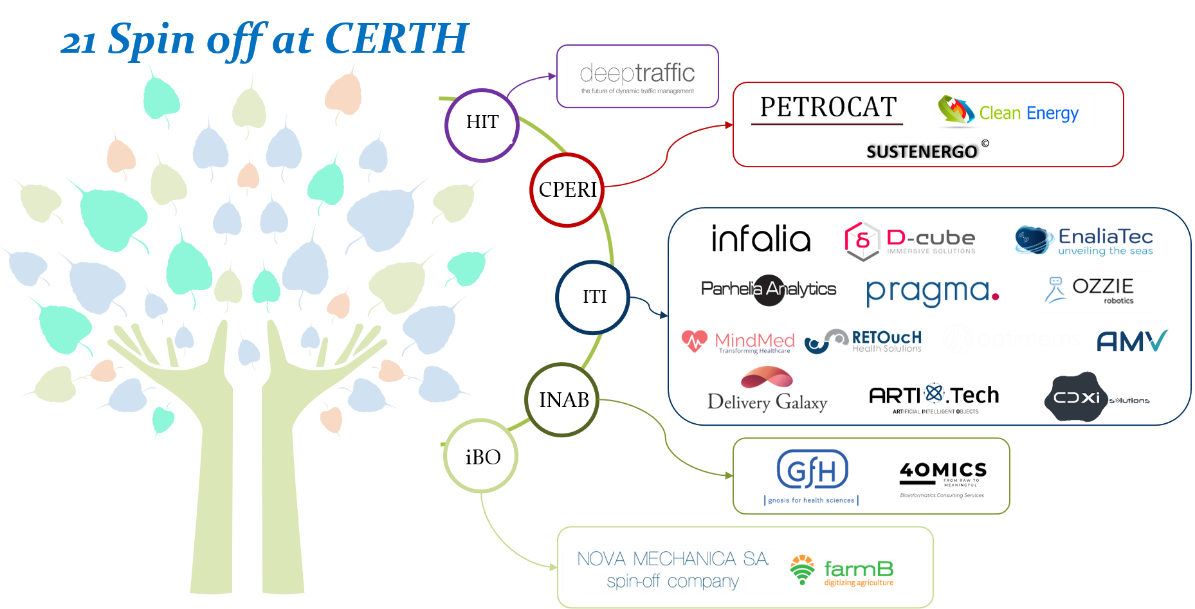 21 Spin off at CERTH
HIT
deeptraffic
the future of dynamic traffic management
CPERI
PETROCAT
Clean Energy
SUSTENERGO ©
ITI
infalia
D-cube
IMMERSIVE SOLUTIONS
EnaliaTec
unveiling the seas
Parhelia Analytics
pragma.
OZZIE
robotics
MindMed
Transforming Healthcare
RETOucH
Health Solutions
AMV
Delivery Galaxy
ARTI .Tech
ARTIFICIAL INTELLIGENT OBJECTS
CDXi solutions
INAB
GfH
gnosis for health sciences
4OMICS
FROM RAW TO
MEANINGFUL
Bioinformatics Consulting Services
iBO
NOVA MECHANICA S.A.
spin-off company
farmB
digitizing agriculture